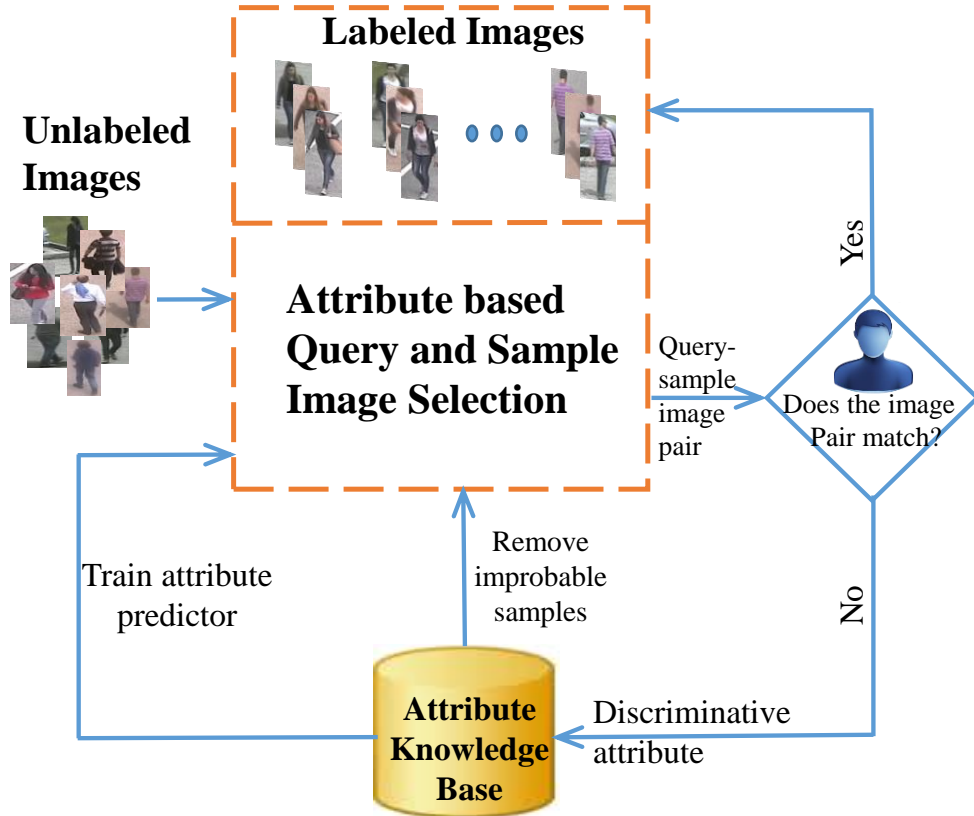 Labeled Images
Unlabeled
Images
Attribute based
Query and Sample
Image Selection
Query-
sample
image
pair
Yes
Does the image
Pair match?
No
Remove
improbable
samples
Train attribute
predictor
Attribute
Knowledge
Base
Discriminative
attribute